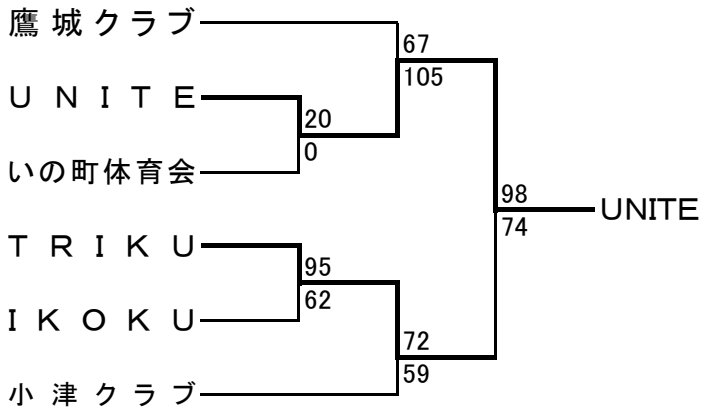 鷹城クラブ
67
105
ＵＮＩＴＥ
20
0
いの町体育会
98
74
UNITE
ＴＲＩＫＵ
95
62
ＩＫＯＫＵ
72
59
小津クラブ